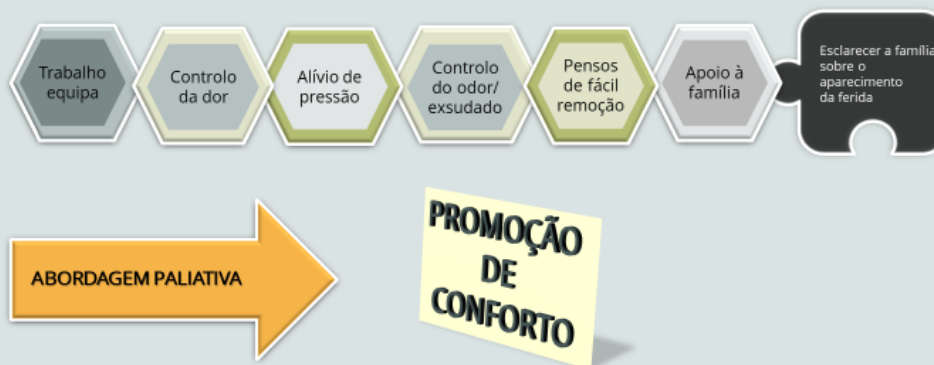 Trabalho
equipa
Controlo
da dor
Alívio de
pressão
Controlo
do odor/
exsudado
Pensos
de fácil
remoção
Apoio à
família
Esclarecer a família
sobre o
aparecimento
da ferida
ABORDAGEM PALIATIVA
PROMOÇÃO
DE
CONFORTO